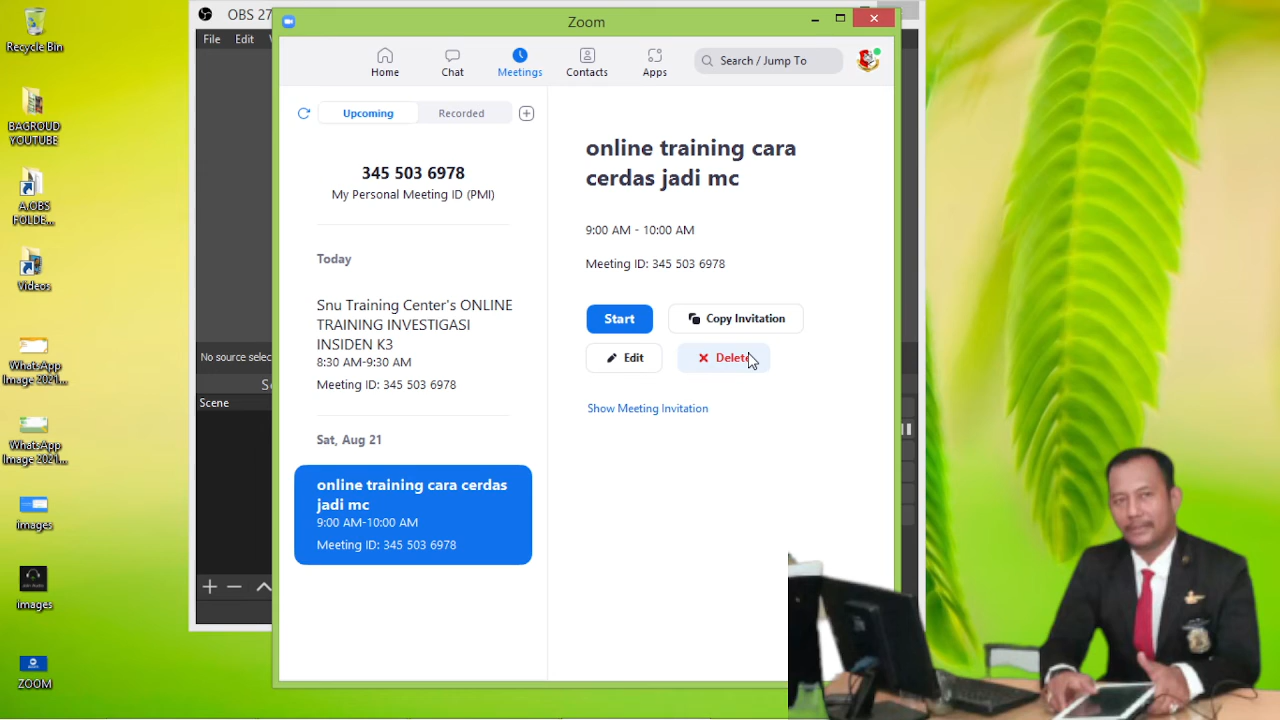 Recycle Bin
BAGROUD
YOUTUBE
A.OBS
FOLDE...
Videos
WhatsApp
Image 2021...
WhatsApp
Image 2021...
images
images
ZOOM
OBS 27
File Edit
No source selec
Scene
Zoom
Home
Chat
Meetings
Contacts
Apps
Search / Jump To
Upcoming
Recorded
345 503 6978
My Personal Meeting ID (PMI)
Today
Snu Training Center's ONLINE
TRAINING INVESTIGASI
INSIDEN K3
8:30 AM-9:30 AM
Meeting ID: 345 503 6978
Sat, Aug 21
online training cara cerdas
jadi mc
9:00 AM-10:00 AM
Meeting ID: 345 503 6978
online training cara
cerdas jadi mc
9:00 AM - 10:00 AM
Meeting ID: 345 503 6978
Start
Copy Invitation
Edit
Delete
Show Meeting Invitation